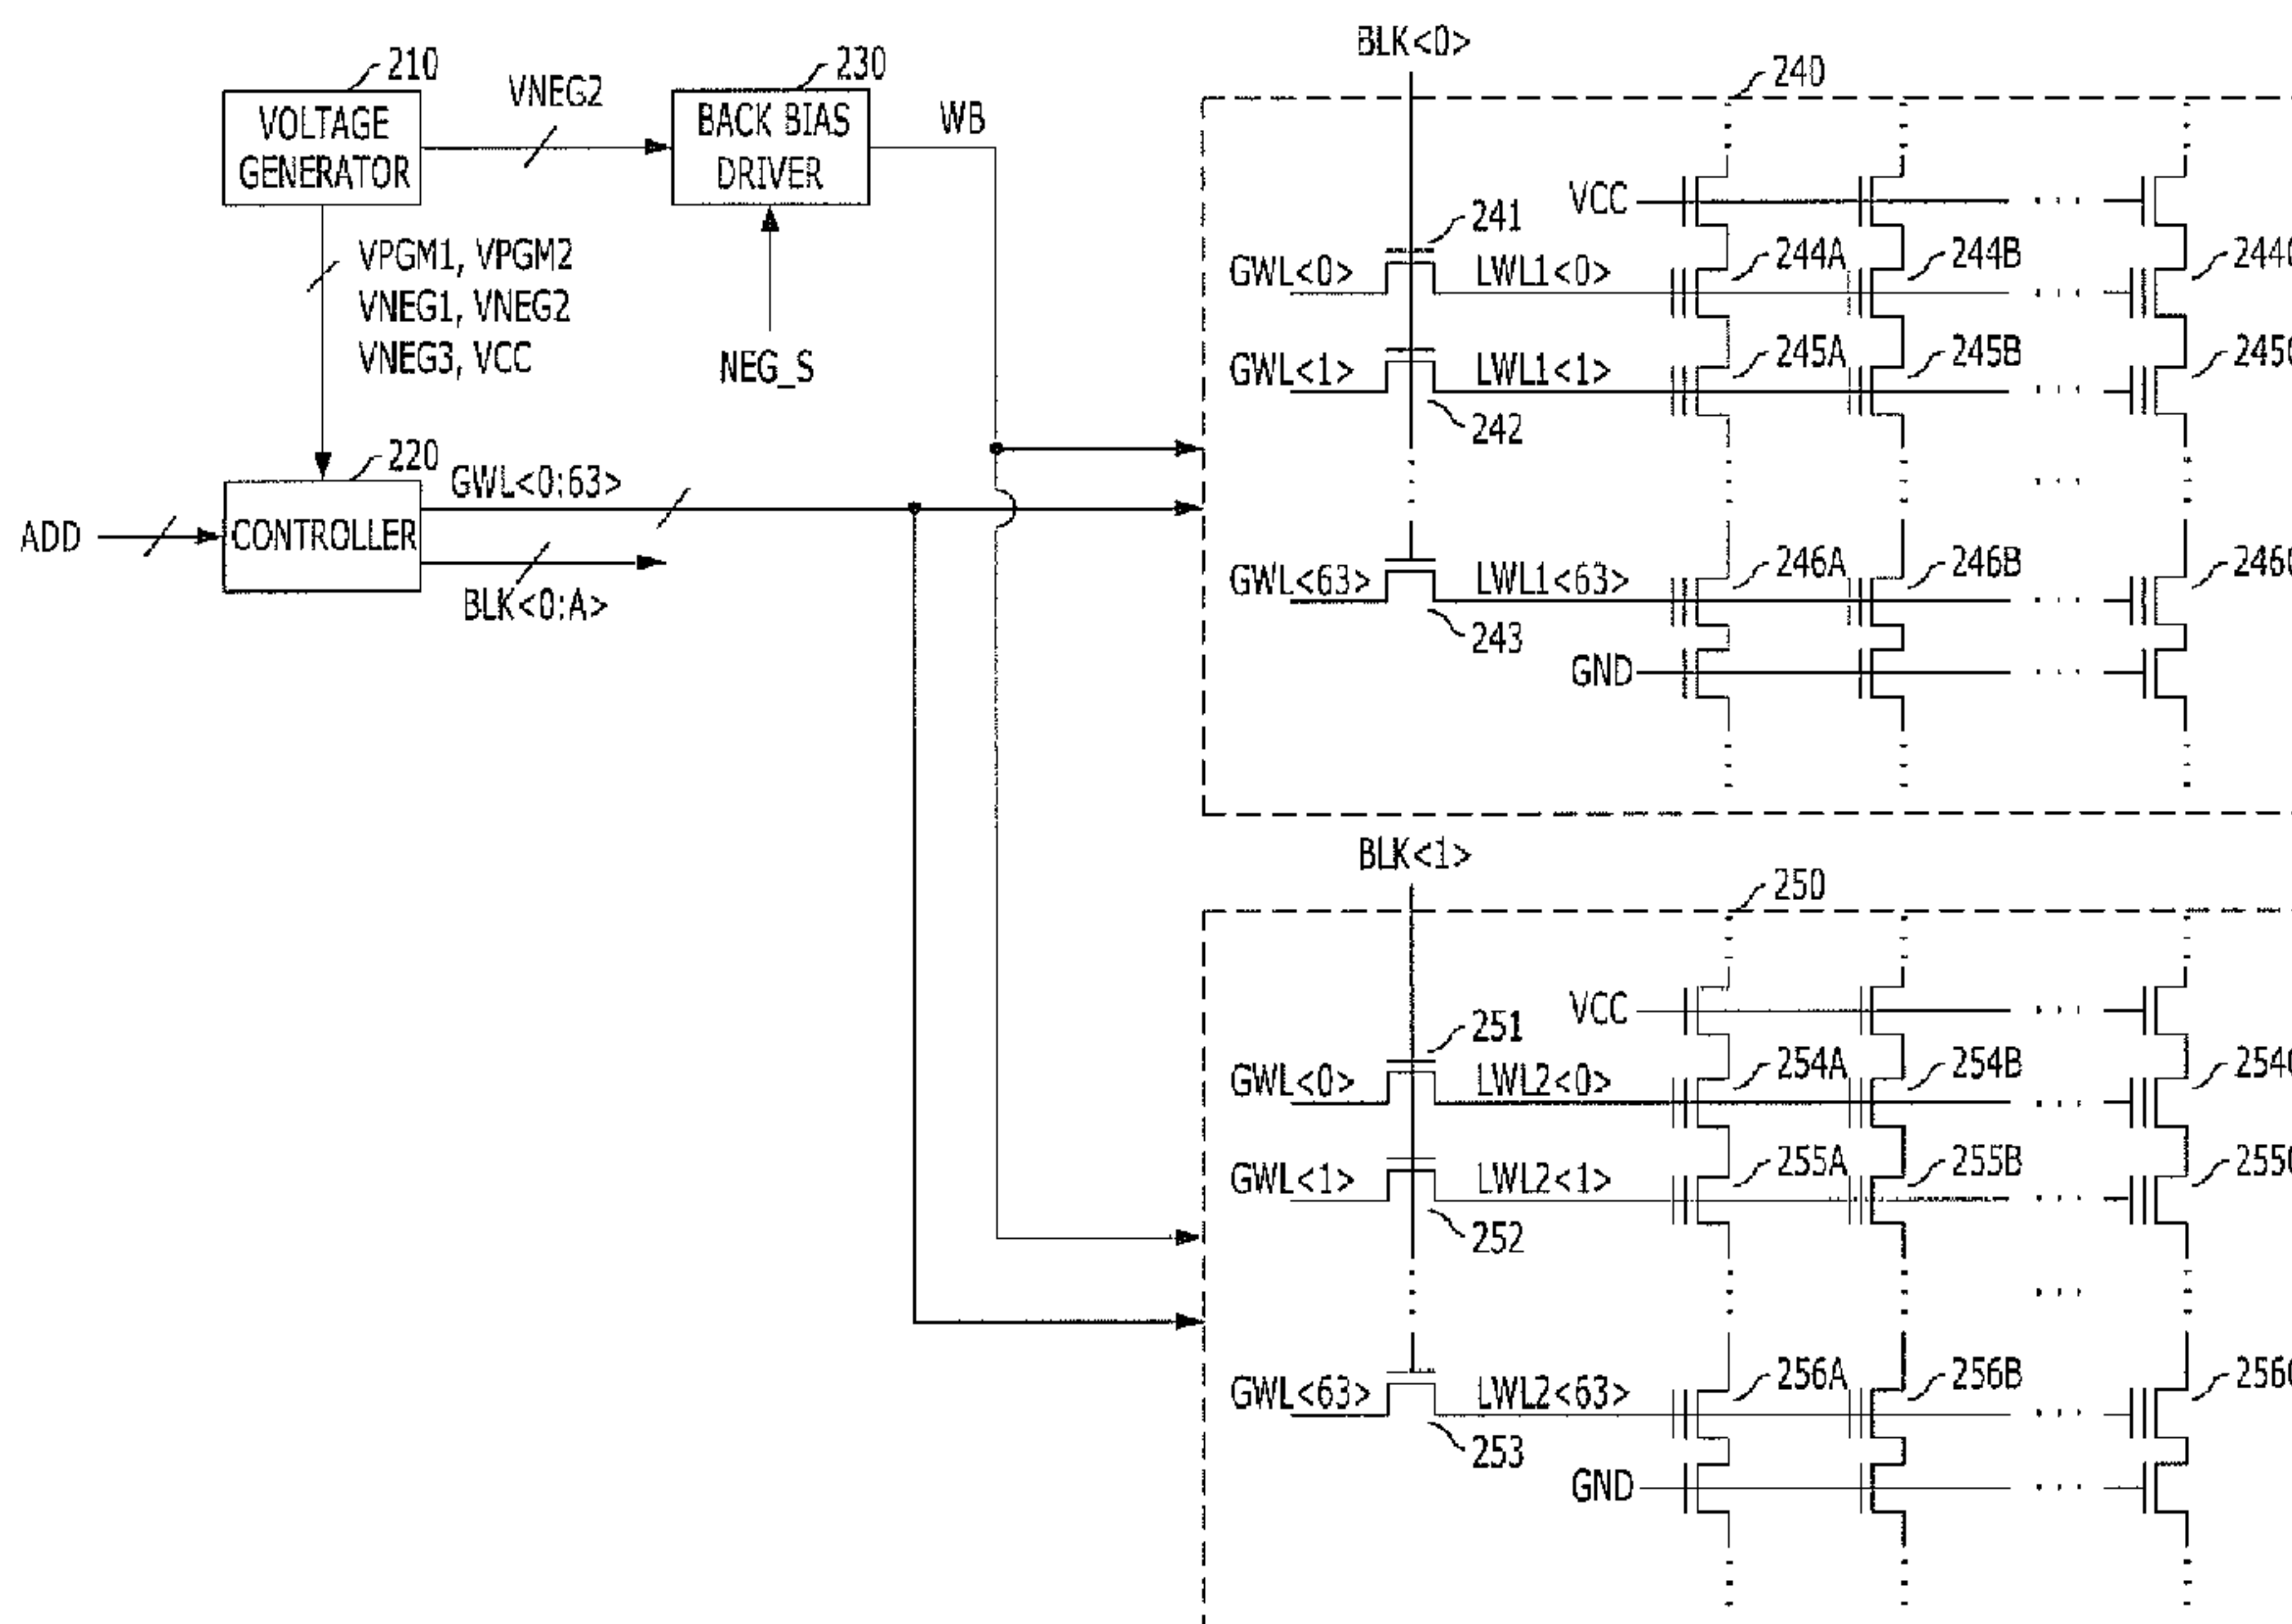 210
VOLTAGE
GENERATOR
VNEG2
230
BACK BIAS
DRIVER
WB
NEG_S
VPGM1, VPGM2
VNEG1, VNEG2
VNEG3, VCC
220
ADD
CONTROLLER
GWL<0:63>
BLK<0:A>
BLK<0>
240
VCC
241
GWL<0>
LWL1<0>
244A
244B
GWL<1>
LWL1<1>
245A
245B
242
GWL<63>
LWL1<63>
246A
246B
243
GND
BLK<1>
250
VCC
251
GWL<0>
LWL2<0>
254A
254B
GWL<1>
LWL2<1>
255A
255B
252
GWL<63>
LWL2<63>
256A
256B
253
GND